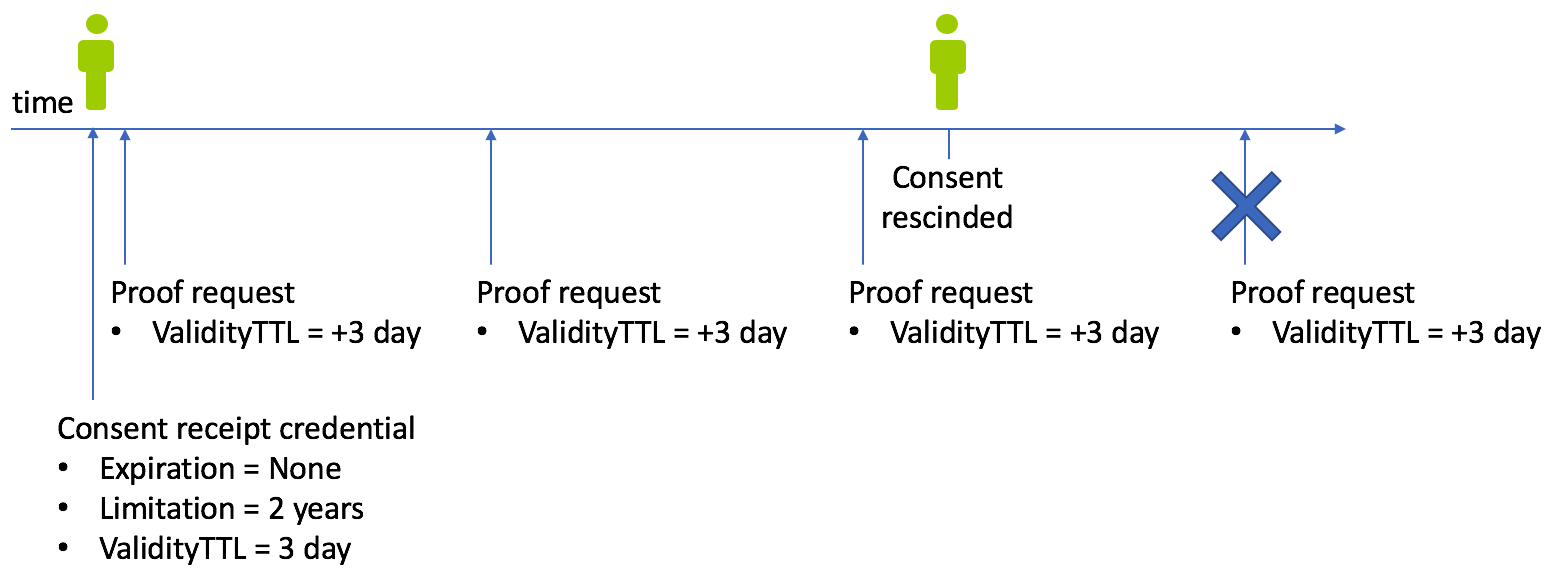 time
Consent
rescinded
Proof request
• ValidityTTL = +3 day
Proof request
• ValidityTTL = +3 day
Proof request
• ValidityTTL = +3 day
Proof request
• ValidityTTL = +3 day
Consent receipt credential
• Expiration = None
• Limitation = 2 years
• ValidityTTL = 3 day